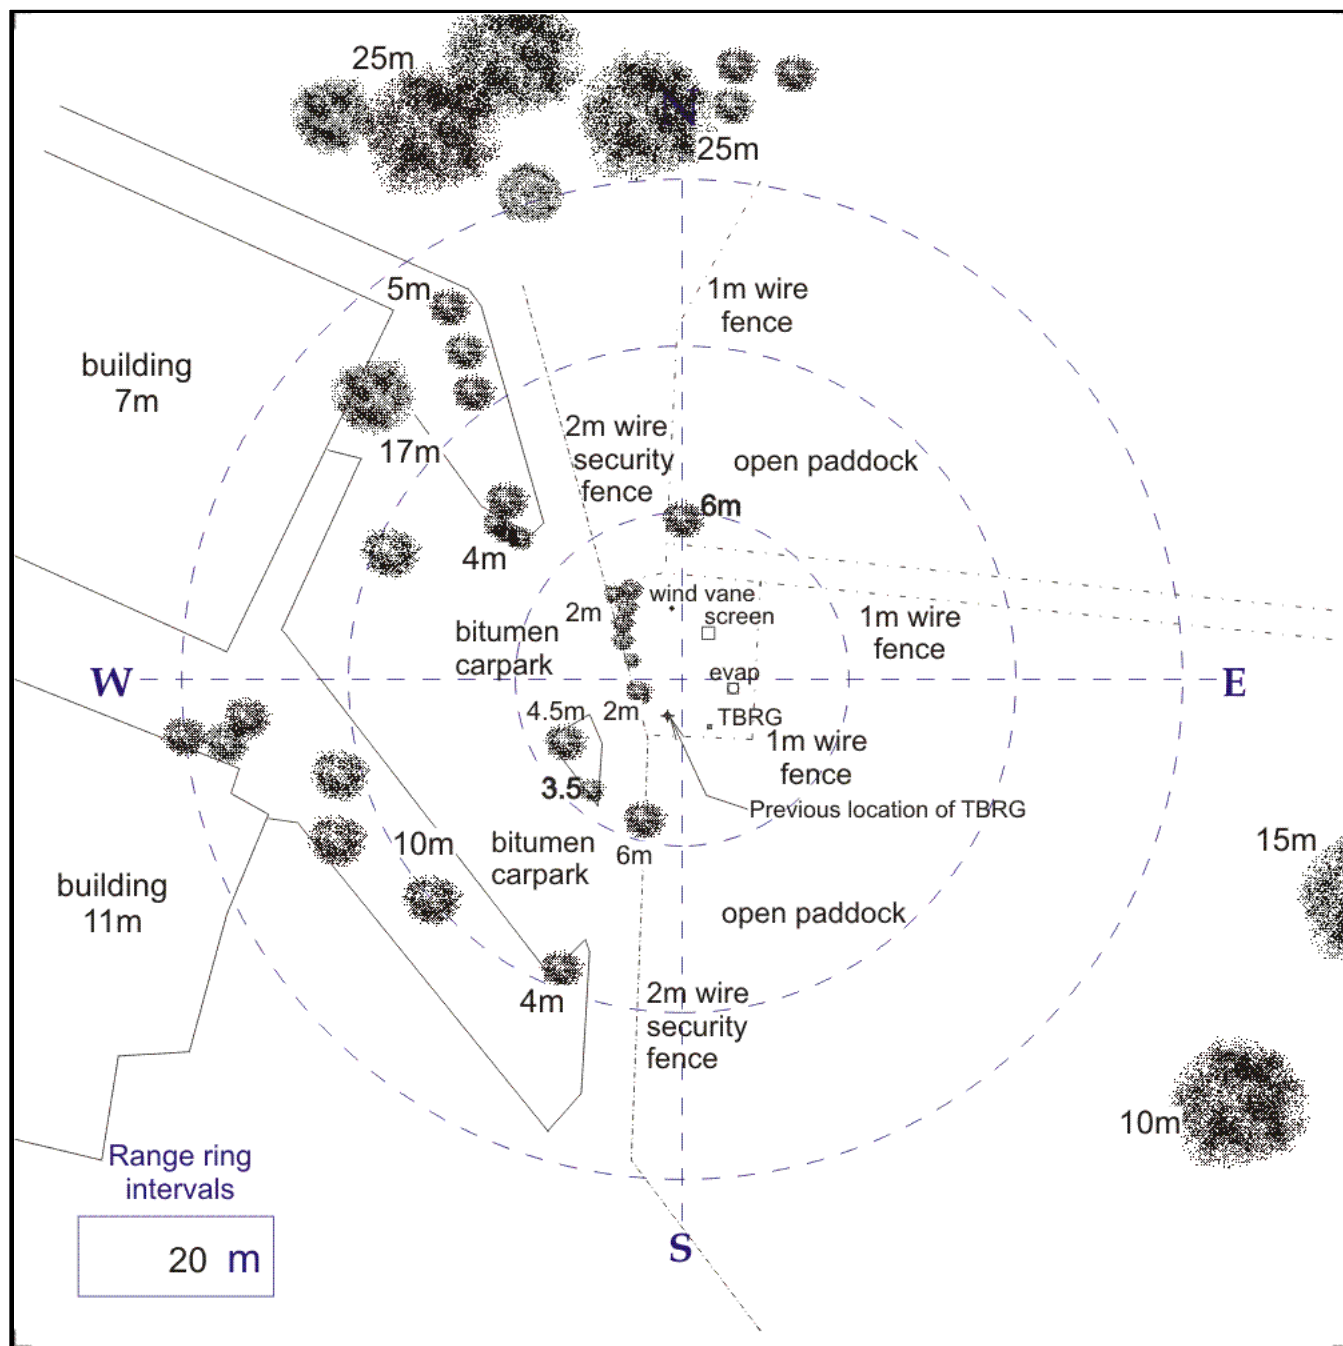 25m
N
25m
5m
1m wire
fence
building
7m
2m wire
security
fence
17m
open paddock
6m
4m
wind vane
2m
screen
bitumen
carpark
1m wire
fence
W
evap
E
4.5m
2m
TBRG
1m wire
fence
3.5
Previous location of TBRG
10m
bitumen
carpark
6m
15m
building
11m
open paddock
4m
2m wire
security
fence
10m
Range ring
intervals
20 m
S